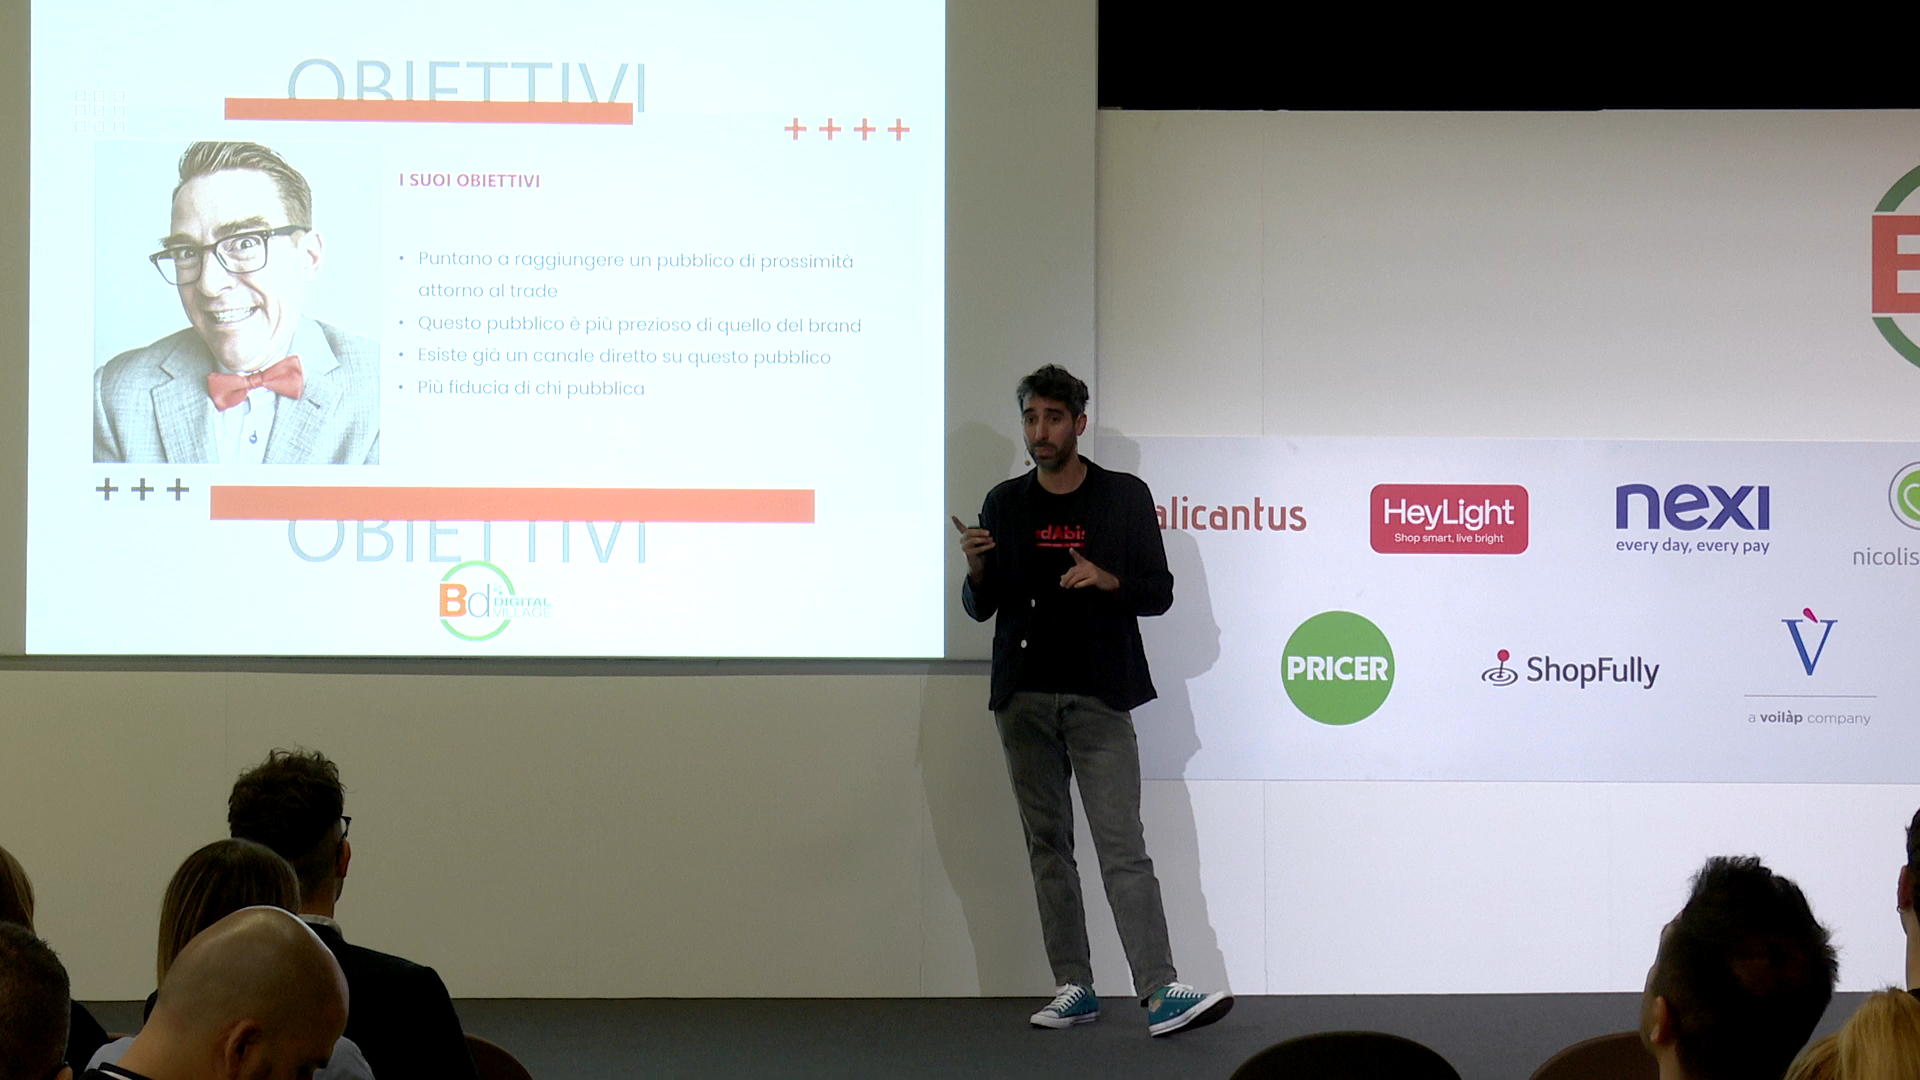 OBIETTIVI
I SUOI OBIETTIVI
• Puntano a raggiungere un pubblico di prossimità
attorno al trade
• Questo pubblico è più prezioso di quello del brand
• Esiste già un canale diretto su questo pubblico
• Più fiducia di chi pubblica
OBIETTIVI
Bd DIGITAL
VILLAGE
dAbi
alicantus
HeyLight
Shop smart, live bright
nexi
every day, every pay
nicolis
PRICER
ShopFully
V
a voilàp company